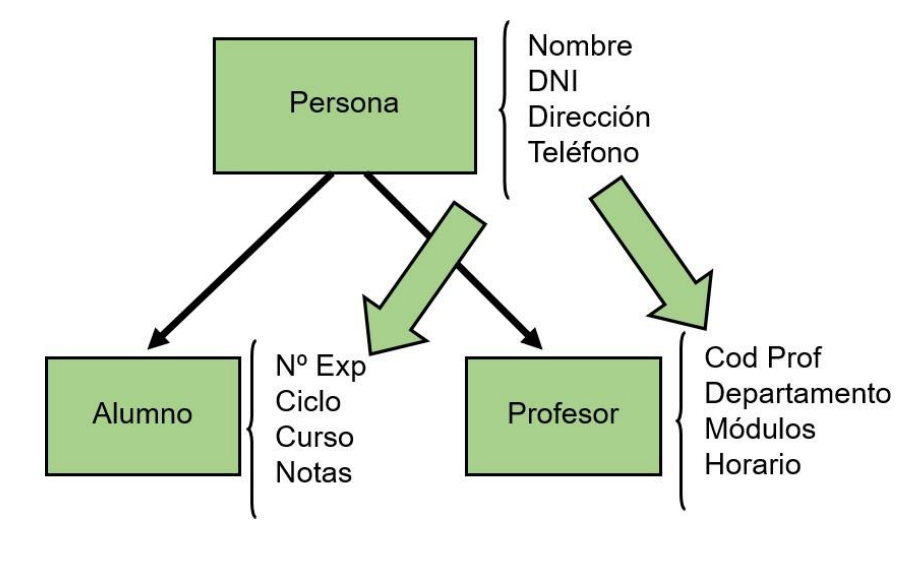 Persona
Nombre
DNI
Dirección
Teléfono
Alumno
Nº Exp
Ciclo
Curso
Notas
Profesor
Cod Prof
Departamento
Módulos
Horario